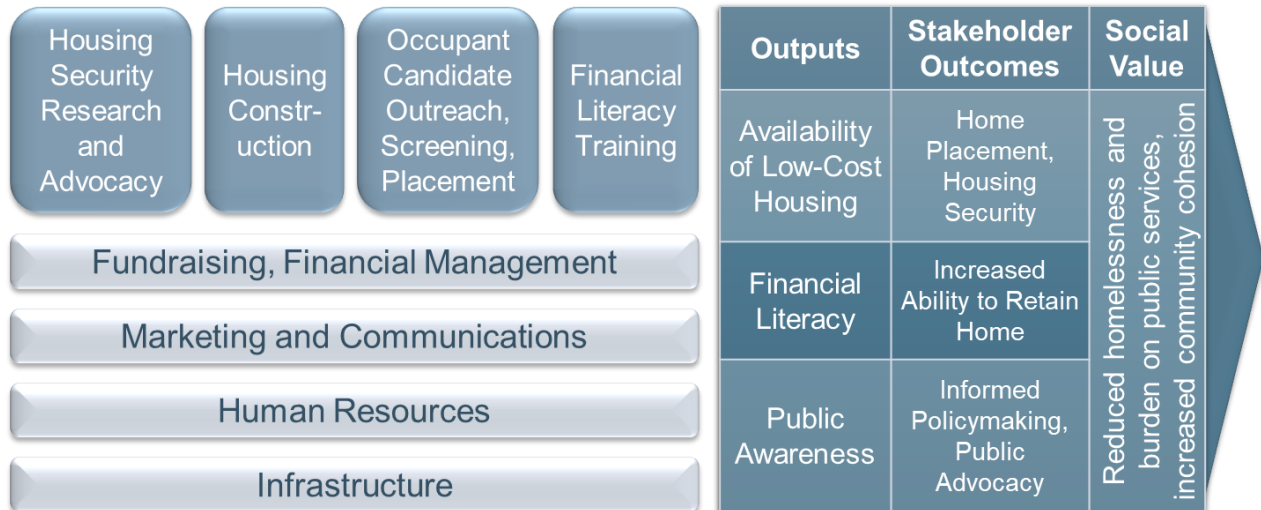 Housing
Security
Research
and
Advocacy
Housing
Constr-
uction
Occupant
Candidate
Outreach,
Screening,
Placement
Financial
Literacy
Training
Fundraising, Financial Management
Marketing and Communications
Human Resources
Infrastructure
Outputs
Stakeholder
Outcomes
Social
Value
Availability
of Low-Cost
Housing
Home
Placement,
Housing
Security
Financial
Literacy
Increased
Ability to Retain
Home
Public
Awareness
Informed
Policymaking,
Public
Advocacy
Reduced homelessness and
burden on public services,
increased community cohesion